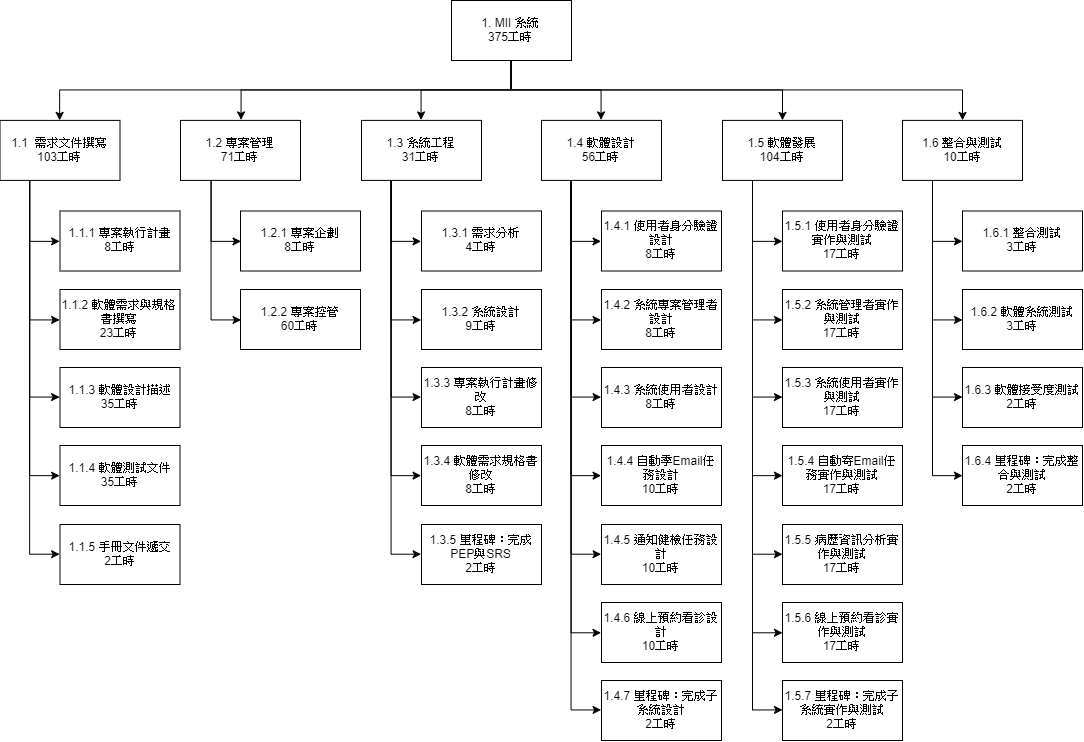 1. MII 系統
375工時
1.1 需求文件撰寫
103工時
1.2 專案管理
71工時
1.3 系統工程
31工時
1.4 軟體設計
56工時
1.5 軟體發展
104工時
1.6 整合與測試
10工時
1.1.1 專案執行計畫
8工時
1.1.2 軟體需求與規格
書撰寫
23工時
1.1.3 軟體設計描述
35工時
1.1.4 軟體測試文件
35工時
1.1.5 手冊文件遞交
2工時
1.2.1 專案企劃
8工時
1.2.2 專案控管
60工時
1.3.1 需求分析
4工時
1.3.2 系統設計
9工時
1.3.3 專案執行計畫修
改
8工時
1.3.4 軟體需求規格書
修改
8工時
1.3.5 里程碑：完成
PEP與SRS
2工時
1.4.1 使用者身分驗證
設計
8工時
1.4.2 系統專案管理者
設計
8工時
1.4.3 系統使用者設計
8工時
1.4.4 自動季Email任
務設計
10工時
1.4.5 通知健檢任務設
計
10工時
1.4.6 線上預約看診設
計
10工時
1.4.7 里程碑：完成子
系統設計
2工時
1.5.1 使用者身分驗證
實作與測試
17工時
1.5.2 系統管理者實作
與測試
17工時
1.5.3 系統使用者實作
與測試
17工時
1.5.4 自動寄Email任
務實作與測試
17工時
1.5.5 病歷資訊分析實
作與測試
17工時
1.5.6 線上預約看診實
作與測試
17工時
1.5.7 里程碑：完成子
系統實作與測試
2工時
1.6.1 整合測試
3工時
1.6.2 軟體系統測試
3工時
1.6.3 軟體接受度測試
2工時
1.6.4 里程碑：完成整
合與測試
2工時